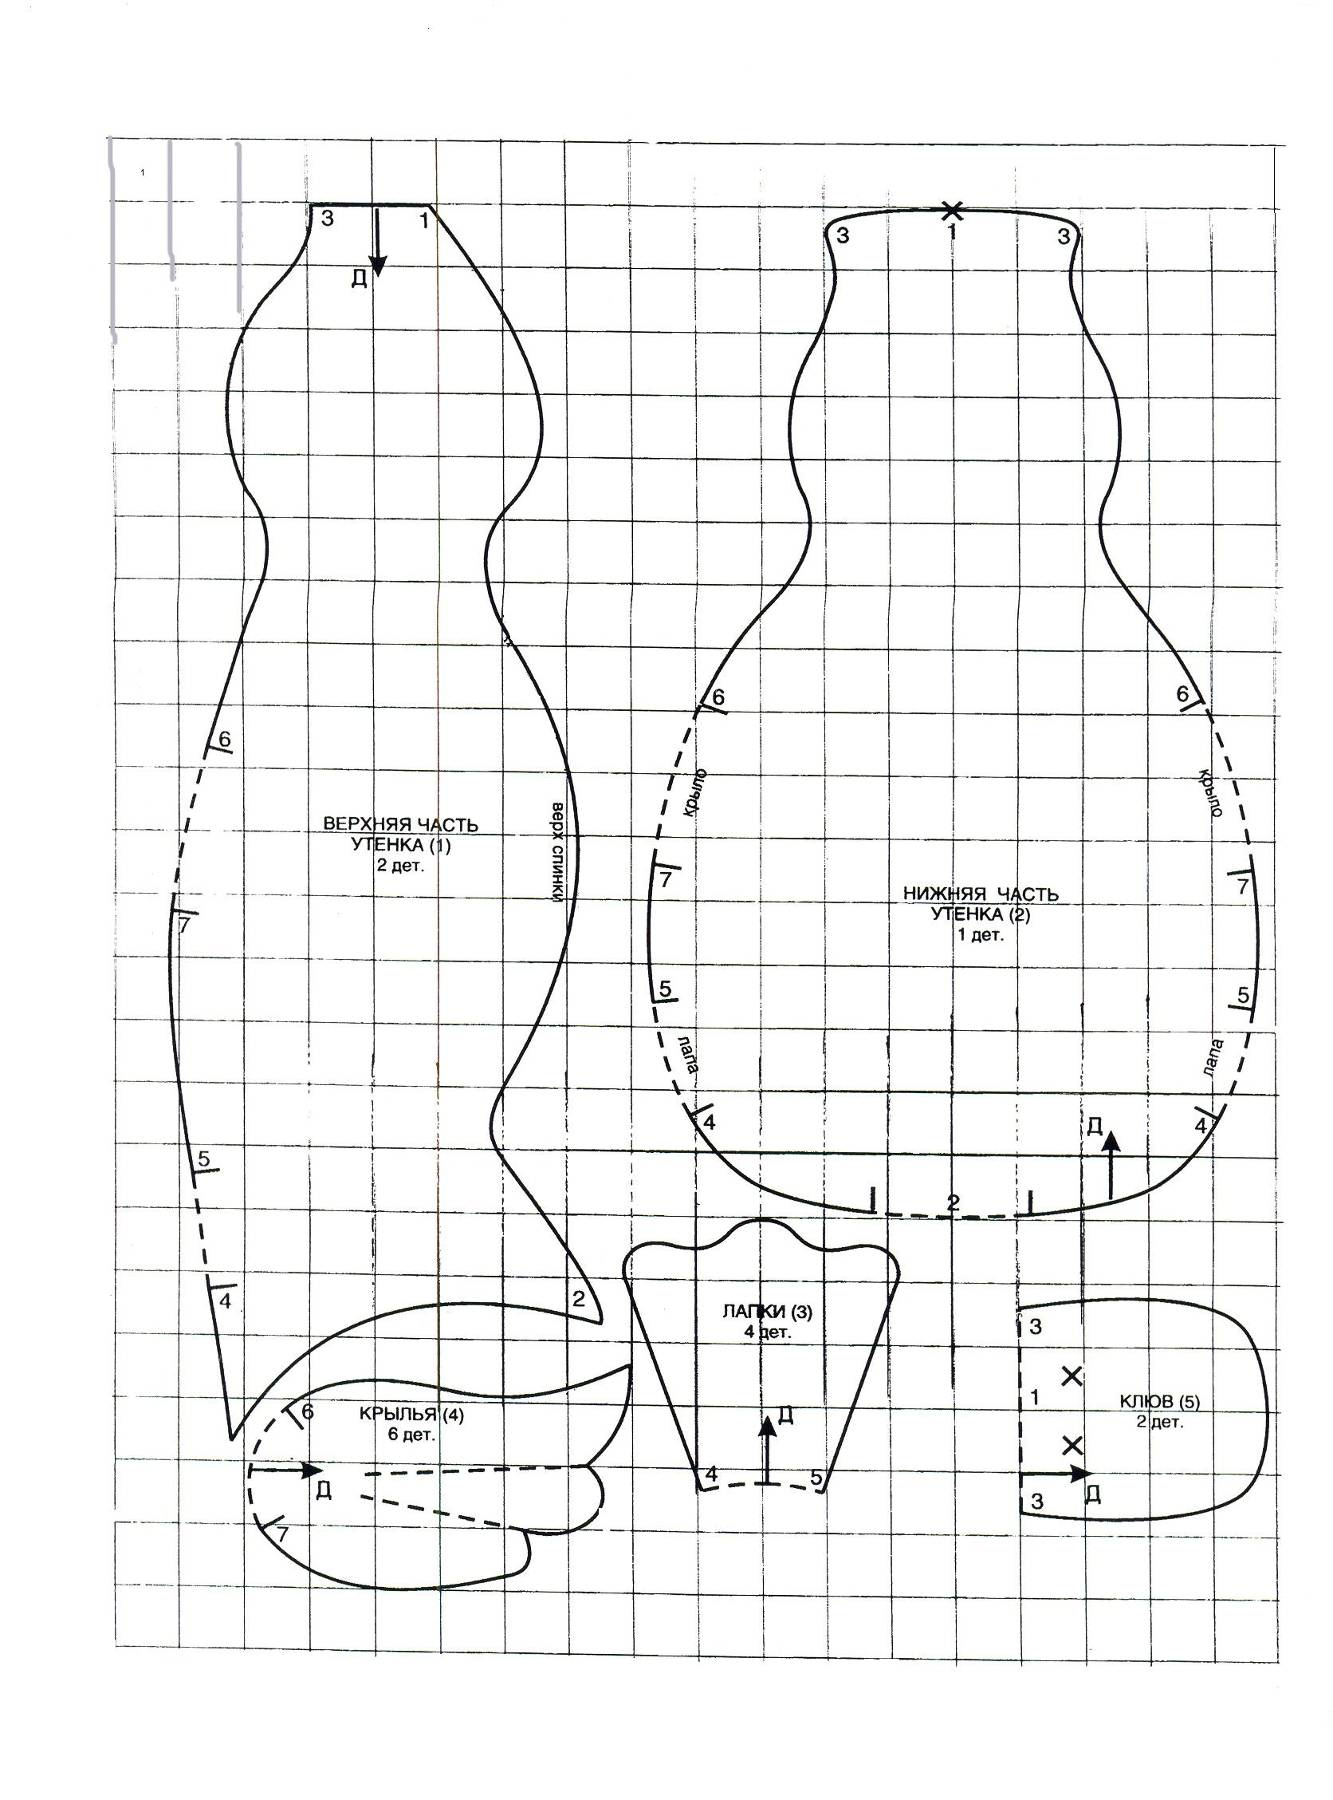 1
3
1
Д
3
1
3
6
6
6
крыло
крыло
ВЕРХНЯЯ ЧАСТЬ
УТЕНКА (1)
2 дет.
верх спинки
7
7
7
НИЖНЯЯ ЧАСТЬ
УТЕНКА (2)
1 дет.
5
5
лапа
лапа
4
4
Д
5
2
4
2
ЛАПКИ (3)
4 дет.
Д
4
5
3
1
КЛЮВ (5)
2 дет.
3
Д
6
КРЫЛЬЯ (4)
6 дет.
Д
7